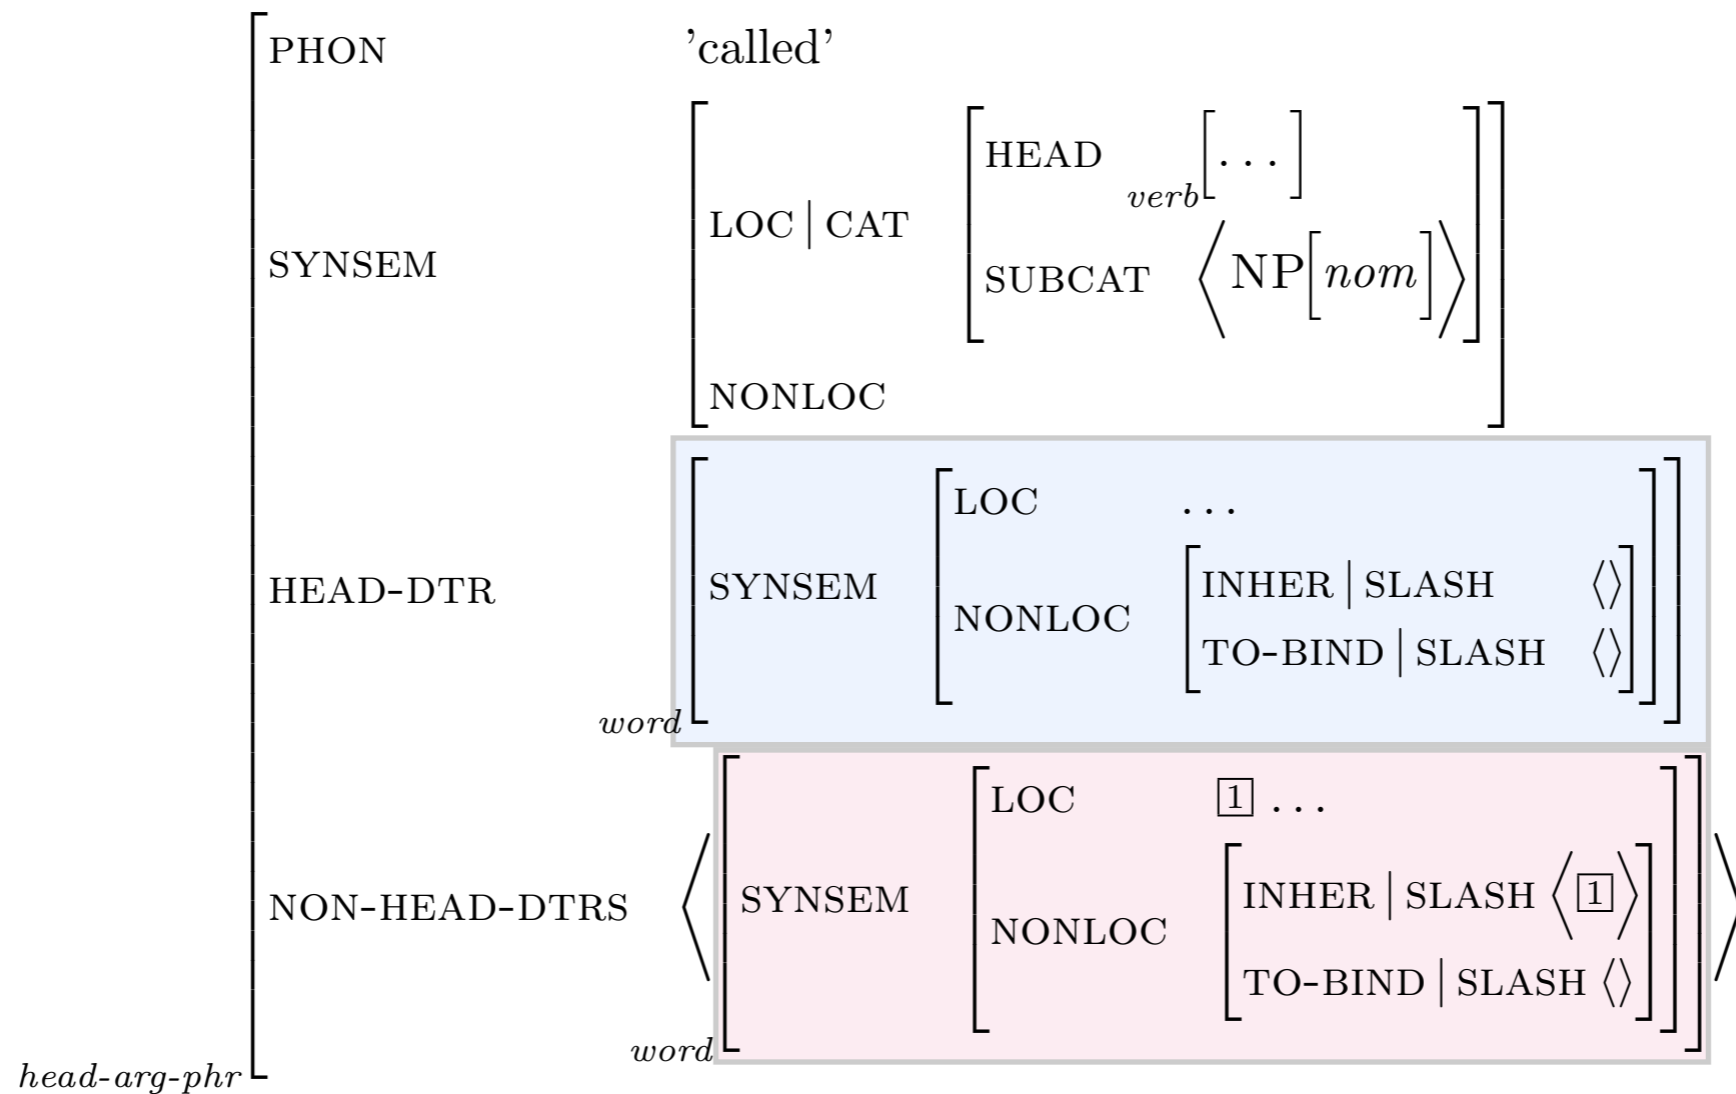 PHON ’called’
HEAD verb[...]
LOC | CAT
SYNSEM
SUBCAT ⟨NP[nom]⟩
NONLOC
LOC ...
INHER | SLASH ⟨⟩
HEAD-DTR SYNSEM
NONLOC
TO-BIND | SLASH ⟨⟩
word
LOC 1 ...
INHER | SLASH ⟨1⟩
NON-HEAD-DTRS ⟨ SYNSEM ⟩
NONLOC
TO-BIND | SLASH ⟨⟩
word
head-arg-phr